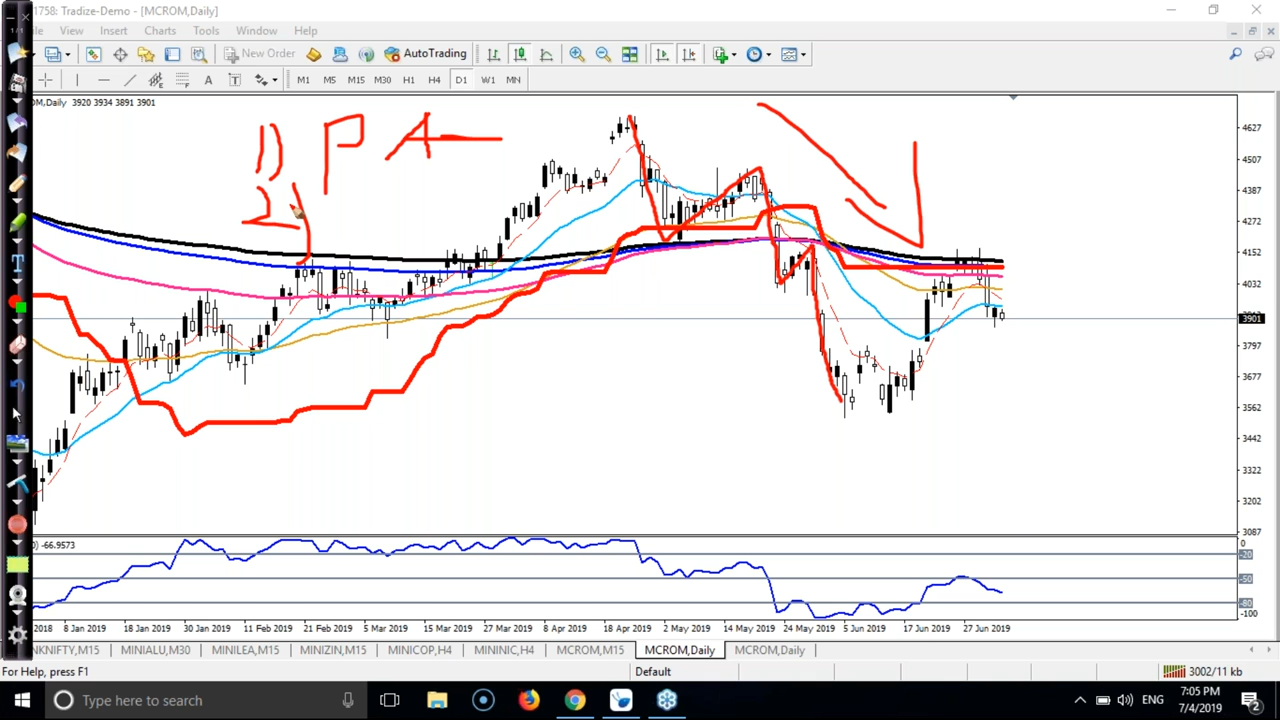 1758: Tradize-Demo - [MCROM,Daily]
View Insert Charts Tools Window Help
New Order AutoTrading
1/1
T A T M1 M5 M15 M30 H1 H4 D1 W1 MN
OM,Daily 3920 3934 3891 3901
1) P A
2)
4627
4507
4387
4272
4152
4032
3901
3797
3677
3562
3442
3322
3202
3087
) -66.9573
0
-20
-50
-80
-100
2018 8 Jan 2019 18 Jan 2019 30 Jan 2019 11 Feb 2019 21 Feb 2019 5 Mar 2019 15 Mar 2019 27 Mar 2019 8 Apr 2019 18 Apr 2019 2 May 2019 14 May 2019 24 May 2019 5 Jun 2019 17 Jun 2019 27 Jun 2019
NKNIFTY,M15 MINIALU,M30 MINILEA,M15 MINIZIN,M15 MINICOP,H4 MININIC,H4 MCROM,M15 MCROM,Daily MCROM,Daily
For Help, press F1 Default 3002/11 kb
Type here to search ENG 7:05 PM
7/4/2019 2